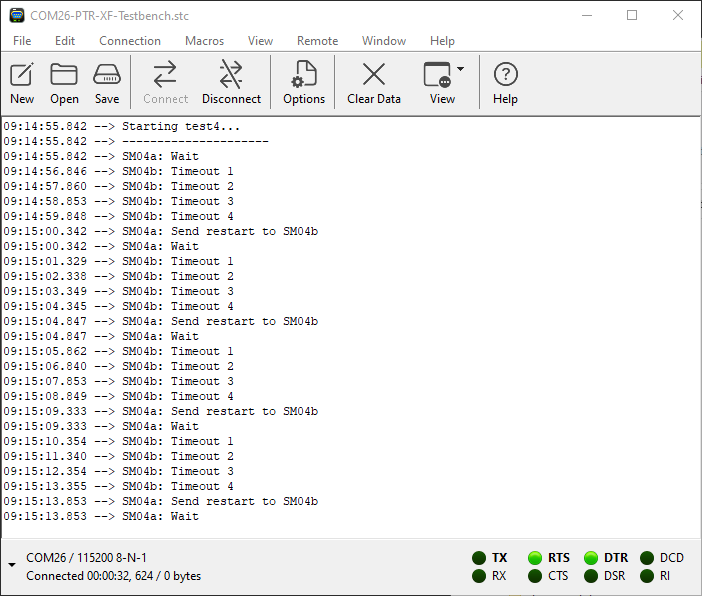 COM26-PTR-XF-Testbench.stc
File Edit Connection Macros View Remote Window Help
New Open Save Connect Disconnect Options Clear Data View Help
09:14:55.842 --> Starting test4...
09:14:55.842 --> ---------------------
09:14:55.842 --> SM04a: Wait
09:14:56.846 --> SM04b: Timeout 1
09:14:57.860 --> SM04b: Timeout 2
09:14:58.853 --> SM04b: Timeout 3
09:14:59.848 --> SM04b: Timeout 4
09:15:00.342 --> SM04a: Send restart to SM04b
09:15:00.342 --> SM04a: Wait
09:15:01.329 --> SM04b: Timeout 1
09:15:02.338 --> SM04b: Timeout 2
09:15:03.349 --> SM04b: Timeout 3
09:15:04.345 --> SM04b: Timeout 4
09:15:04.847 --> SM04a: Send restart to SM04b
09:15:04.847 --> SM04a: Wait
09:15:05.862 --> SM04b: Timeout 1
09:15:06.840 --> SM04b: Timeout 2
09:15:07.853 --> SM04b: Timeout 3
09:15:08.849 --> SM04b: Timeout 4
09:15:09.333 --> SM04a: Send restart to SM04b
09:15:09.333 --> SM04a: Wait
09:15:10.354 --> SM04b: Timeout 1
09:15:11.340 --> SM04b: Timeout 2
09:15:12.354 --> SM04b: Timeout 3
09:15:13.355 --> SM04b: Timeout 4
09:15:13.853 --> SM04a: Send restart to SM04b
09:15:13.853 --> SM04a: Wait
COM26 / 115200 8-N-1 TX RTS DTR DCD
Connected 00:00:32, 624 / 0 bytes RX CTS DSR RI